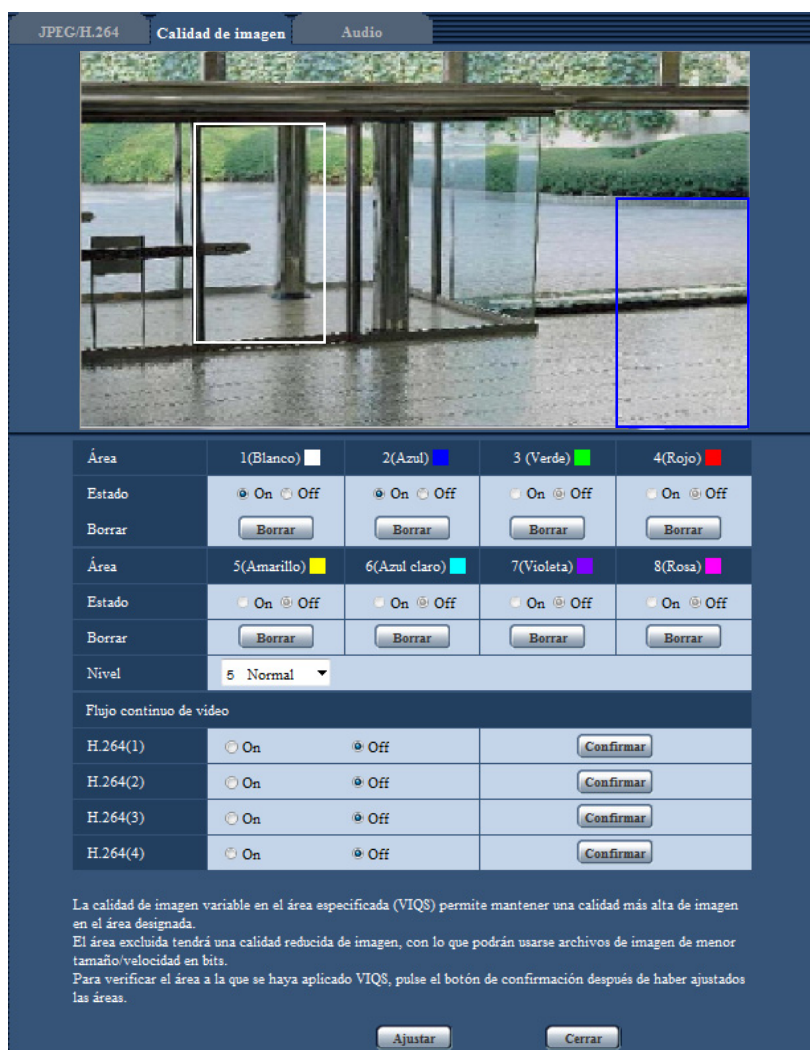 JPEG/H.264 Calidad de imagen Audio
Área 1(Blanco) 2(Azul) 3 (Verde) 4(Rojo)
Estado On Off On Off On Off On Off
Borrar Borrar Borrar Borrar Borrar
Área 5(Amarillo) 6(Azul claro) 7(Violeta) 8(Rosa)
Estado On Off On Off On Off On Off
Borrar Borrar Borrar Borrar Borrar
Nivel 5 Normal
Flujo continuo de video
H.264(1) On Off Confirmar
H.264(2) On Off Confirmar
H.264(3) On Off Confirmar
H.264(4) On Off Confirmar
La calidad de imagen variable en el área especificada (VIQS) permite mantener una calidad más alta de imagen
en el área designada.
El área excluida tendrá una calidad reducida de imagen, con lo que podrán usarse archivos de imagen de menor
tamaño/velocidad en bits.
Para verificar el área a la que se haya aplicado VIQS, pulse el botón de confirmación después de haber ajustados
las áreas.
Ajustar Cerrar